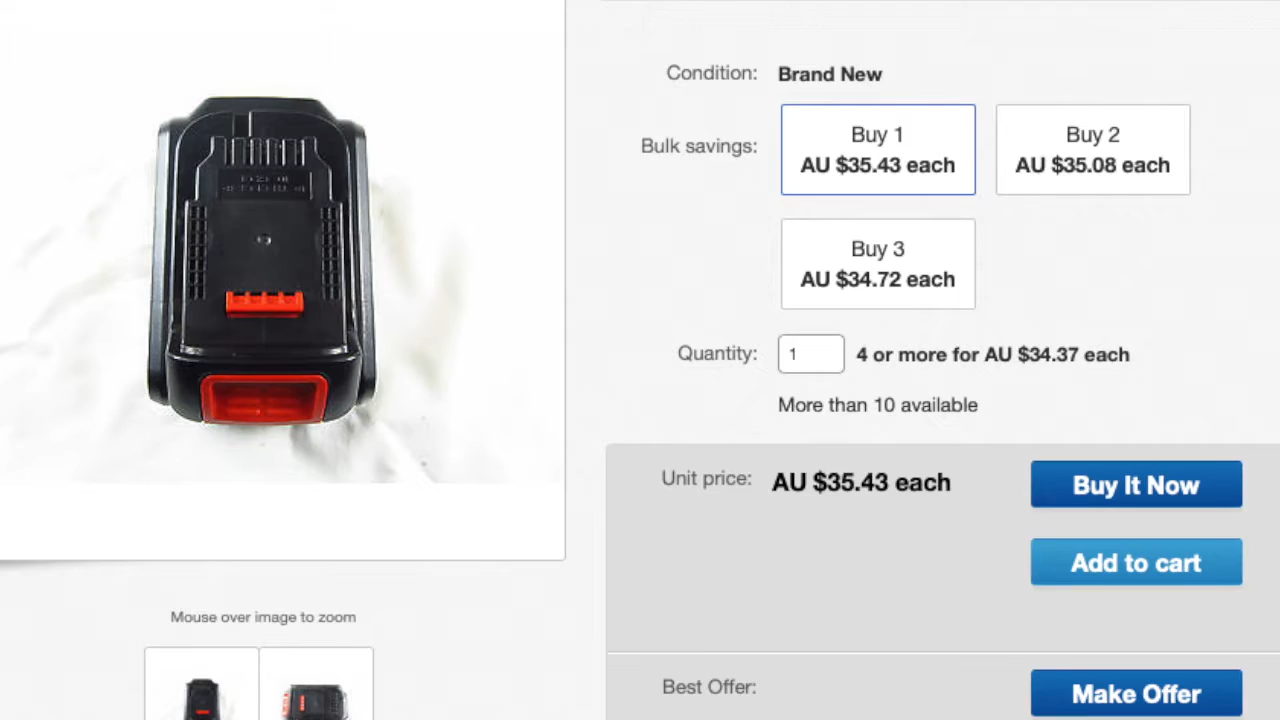 Condition: Brand New
Bulk savings:
Buy 1
AU $35.43 each
Buy 2
AU $35.08 each
Buy 3
AU $34.72 each
Quantity: 1 4 or more for AU $34.37 each
More than 10 available
Unit price: AU $35.43 each
Buy It Now
Add to cart
Mouse over image to zoom
Best Offer:
Make Offer